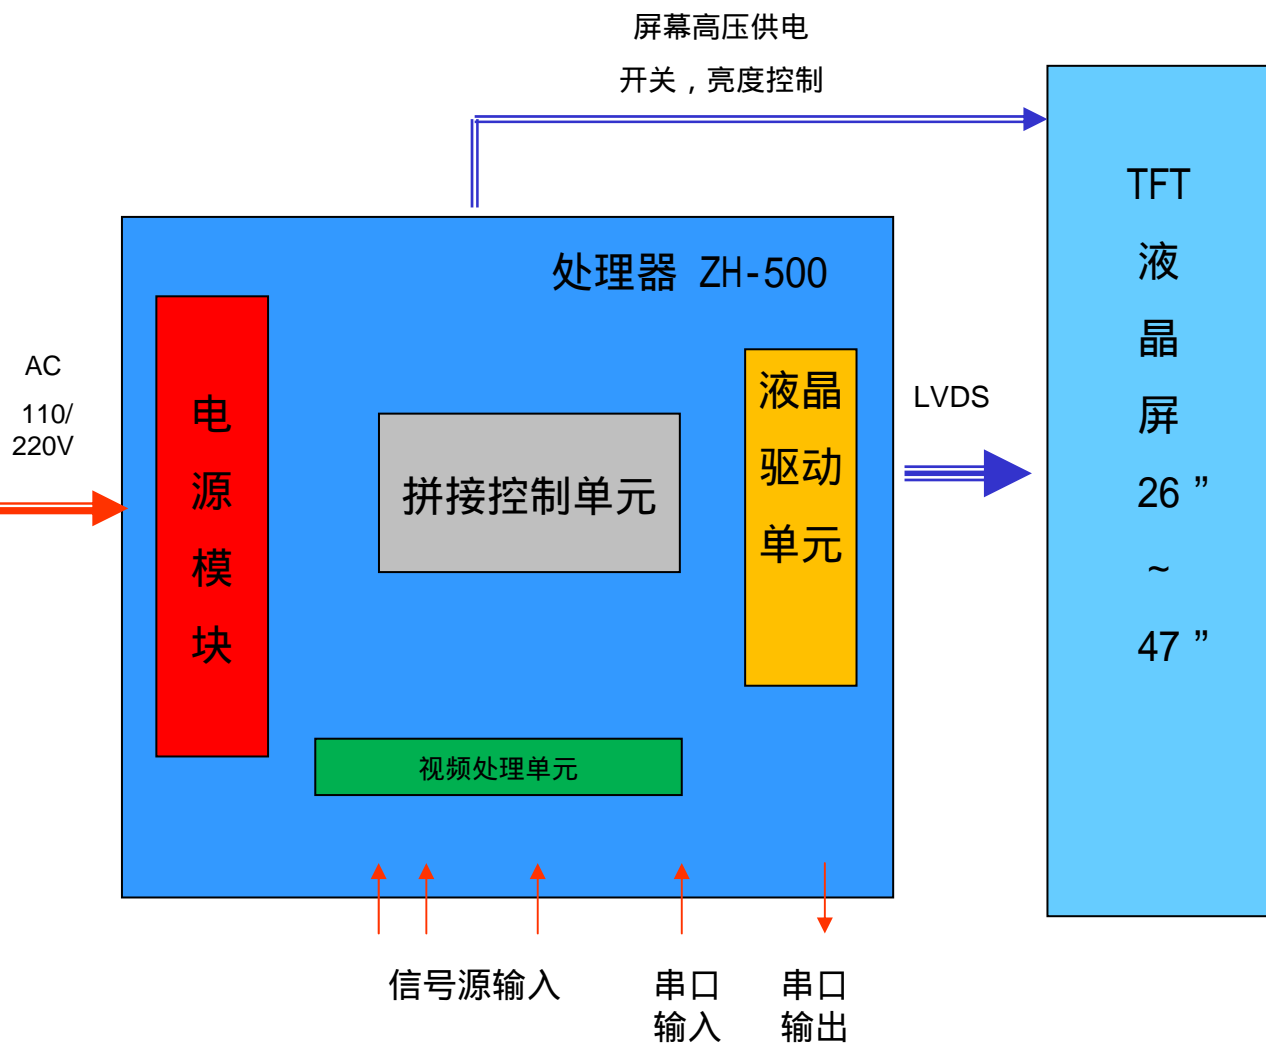 屏幕高压供电
开关，亮度控制
处理器 ZH-500
AC
110/
220V
电
源
模
块
拼接控制单元
液晶
驱动
单元
LVDS
TFT
液
晶
屏
26 ”
~
47 ”
视频处理单元
信号源输入
串口
输入
串口
输出